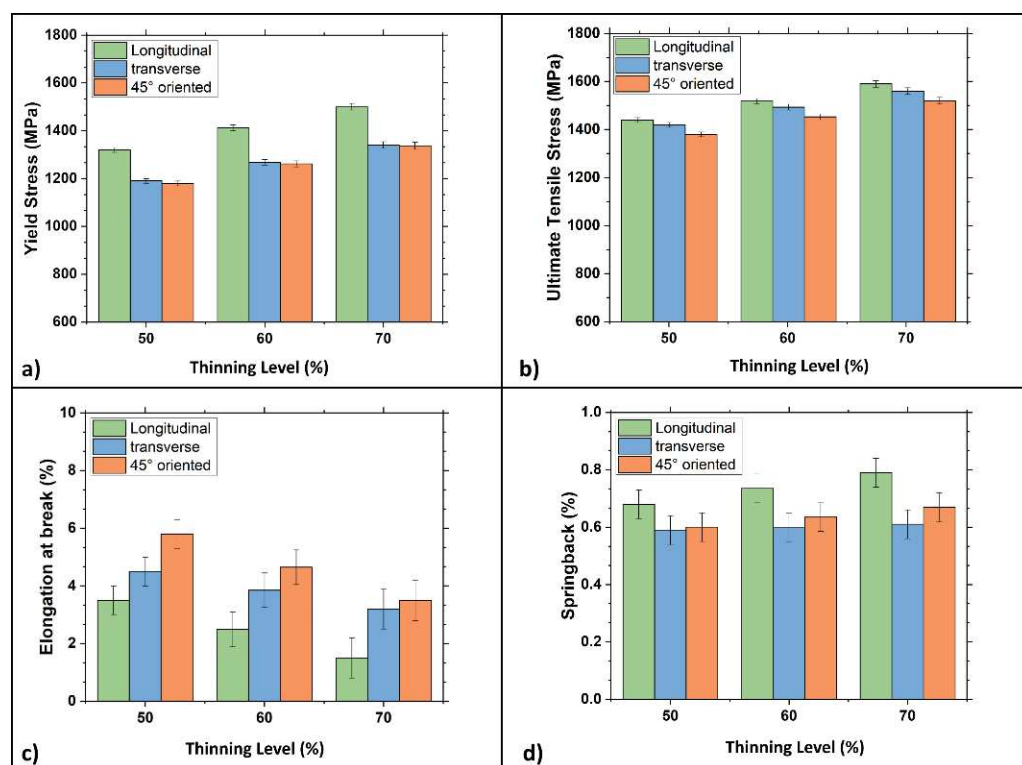 1800
1600
1400
1200
1000
800
600
Yield Stress (MPa)
Longitudinal
transverse
45° oriented
50 60 70
Thinning Level (%)
a)
1800
1600
1400
1200
1000
800
600
Ultimate Tensile Stress (MPa)
Longitudinal
transverse
45° oriented
50 60 70
Thinning Level (%)
b)
10
8
6
4
2
0
Elongation at break (%)
Longitudinal
transverse
45° oriented
50 60 70
Thinning Level (%)
c)
1.0
0.8
0.6
0.4
0.2
0.0
Springback (%)
Longitudinal
transverse
45° oriented
50 60 70
Thinning Level (%)
d)